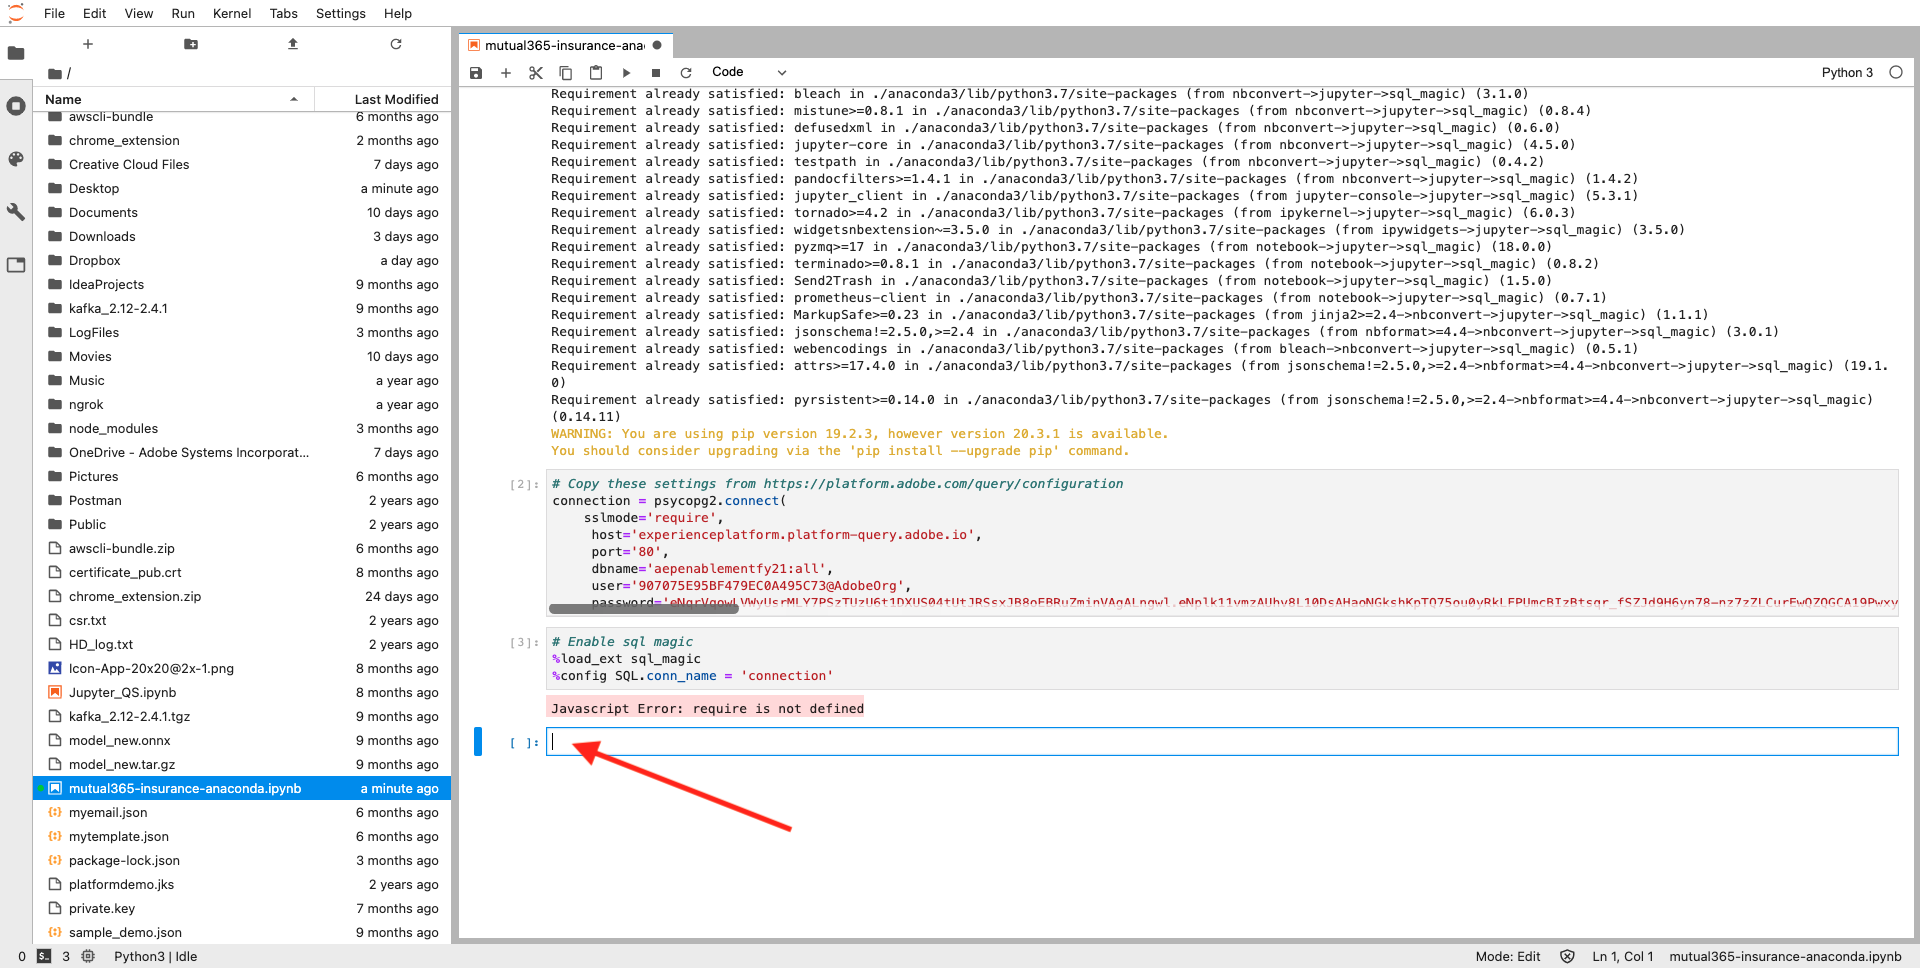 File Edit View Run Kernel Tabs Settings Help
mutual365-insurance-ana
/
Code
Python 3
Name Last Modified
awscli-bundle 6 months ago
chrome_extension 2 months ago
Creative Cloud Files 7 days ago
Desktop a minute ago
Documents 10 days ago
Downloads 3 days ago
Dropbox a day ago
IdeaProjects 9 months ago
kafka_2.12-2.4.1 9 months ago
LogFiles 3 months ago
Movies 10 days ago
Music a year ago
ngrok a year ago
node_modules 3 months ago
OneDrive - Adobe Systems Incorporat... 7 days ago
Pictures 6 months ago
Postman 2 years ago
Public 2 years ago
awscli-bundle.zip 6 months ago
certificate_pub.crt 8 months ago
chrome_extension.zip 24 days ago
csr.txt 2 years ago
HD_log.txt 2 years ago
Icon-App-20x20@2x-1.png 8 months ago
Jupyter_QS.ipynb 8 months ago
kafka_2.12-2.4.1.tgz 9 months ago
model_new.onnx 9 months ago
model_new.tar.gz 9 months ago
mutual365-insurance-anaconda.ipynb a minute ago
myemail.json 6 months ago
mytemplate.json 6 months ago
package-lock.json 3 months ago
platformdemo.jks 2 years ago
private.key 7 months ago
sample_demo.json 9 months ago
Requirement already satisfied: bleach in ./anaconda3/lib/python3.7/site-packages (from nbconvert->jupyter->sql_magic) (3.1.0)
Requirement already satisfied: mistune>=0.8.1 in ./anaconda3/lib/python3.7/site-packages (from nbconvert->jupyter->sql_magic) (0.8.4)
Requirement already satisfied: defusedxml in ./anaconda3/lib/python3.7/site-packages (from nbconvert->jupyter->sql_magic) (0.6.0)
Requirement already satisfied: jupyter-core in ./anaconda3/lib/python3.7/site-packages (from nbconvert->jupyter->sql_magic) (4.5.0)
Requirement already satisfied: testpath in ./anaconda3/lib/python3.7/site-packages (from nbconvert->jupyter->sql_magic) (0.4.2)
Requirement already satisfied: pandocfilters>=1.4.1 in ./anaconda3/lib/python3.7/site-packages (from nbconvert->jupyter->sql_magic) (1.4.2)
Requirement already satisfied: jupyter_client in ./anaconda3/lib/python3.7/site-packages (from jupyter-console->jupyter->sql_magic) (5.3.1)
Requirement already satisfied: tornado>=4.2 in ./anaconda3/lib/python3.7/site-packages (from ipykernel->jupyter->sql_magic) (6.0.3)
Requirement already satisfied: widgetsnbextension~=3.5.0 in ./anaconda3/lib/python3.7/site-packages (from ipywidgets->jupyter->sql_magic) (3.5.0)
Requirement already satisfied: pyzmq>=17 in ./anaconda3/lib/python3.7/site-packages (from notebook->jupyter->sql_magic) (18.0.0)
Requirement already satisfied: terminado>=0.8.1 in ./anaconda3/lib/python3.7/site-packages (from notebook->jupyter->sql_magic) (0.8.2)
Requirement already satisfied: Send2Trash in ./anaconda3/lib/python3.7/site-packages (from notebook->jupyter->sql_magic) (1.5.0)
Requirement already satisfied: prometheus-client in ./anaconda3/lib/python3.7/site-packages (from notebook->jupyter->sql_magic) (0.7.1)
Requirement already satisfied: MarkupSafe>=0.23 in ./anaconda3/lib/python3.7/site-packages (from jinja2>=2.4->nbconvert->jupyter->sql_magic) (1.1.1)
Requirement already satisfied: jsonschema!=2.5.0,>=2.4 in ./anaconda3/lib/python3.7/site-packages (from nbformat>=4.4->nbconvert->jupyter->sql_magic) (3.0.1)
Requirement already satisfied: webencodings in ./anaconda3/lib/python3.7/site-packages (from bleach->nbconvert->jupyter->sql_magic) (0.5.1)
Requirement already satisfied: attrs>=17.4.0 in ./anaconda3/lib/python3.7/site-packages (from jsonschema!=2.5.0,>=2.4->nbformat>=4.4->nbconvert->jupyter->sql_magic) (19.1.
0)
Requirement already satisfied: pyrsistent>=0.14.0 in ./anaconda3/lib/python3.7/site-packages (from jsonschema!=2.5.0,>=2.4->nbformat>=4.4->nbconvert->jupyter->sql_magic)
(0.14.11)
WARNING: You are using pip version 19.2.3, however version 20.3.1 is available.
You should consider upgrading via the 'pip install --upgrade pip' command.
[2]: # Copy these settings from https://platform.adobe.com/query/configuration
connection = psycopg2.connect(
sslmode='require',
host='experienceplatform.platform-query.adobe.io',
port='80',
dbname='aepenablementfy21:all',
user='907075E95BF479EC0A495C73@AdobeOrg',
[3]: # Enable sql magic
%load_ext sql_magic
%config SQL.conn_name = 'connection'
Javascript Error: require is not defined
[ ]:
0 3 Python3 | Idle Mode: Edit Ln 1, Col 1 mutual365-insurance-anaconda.ipynb